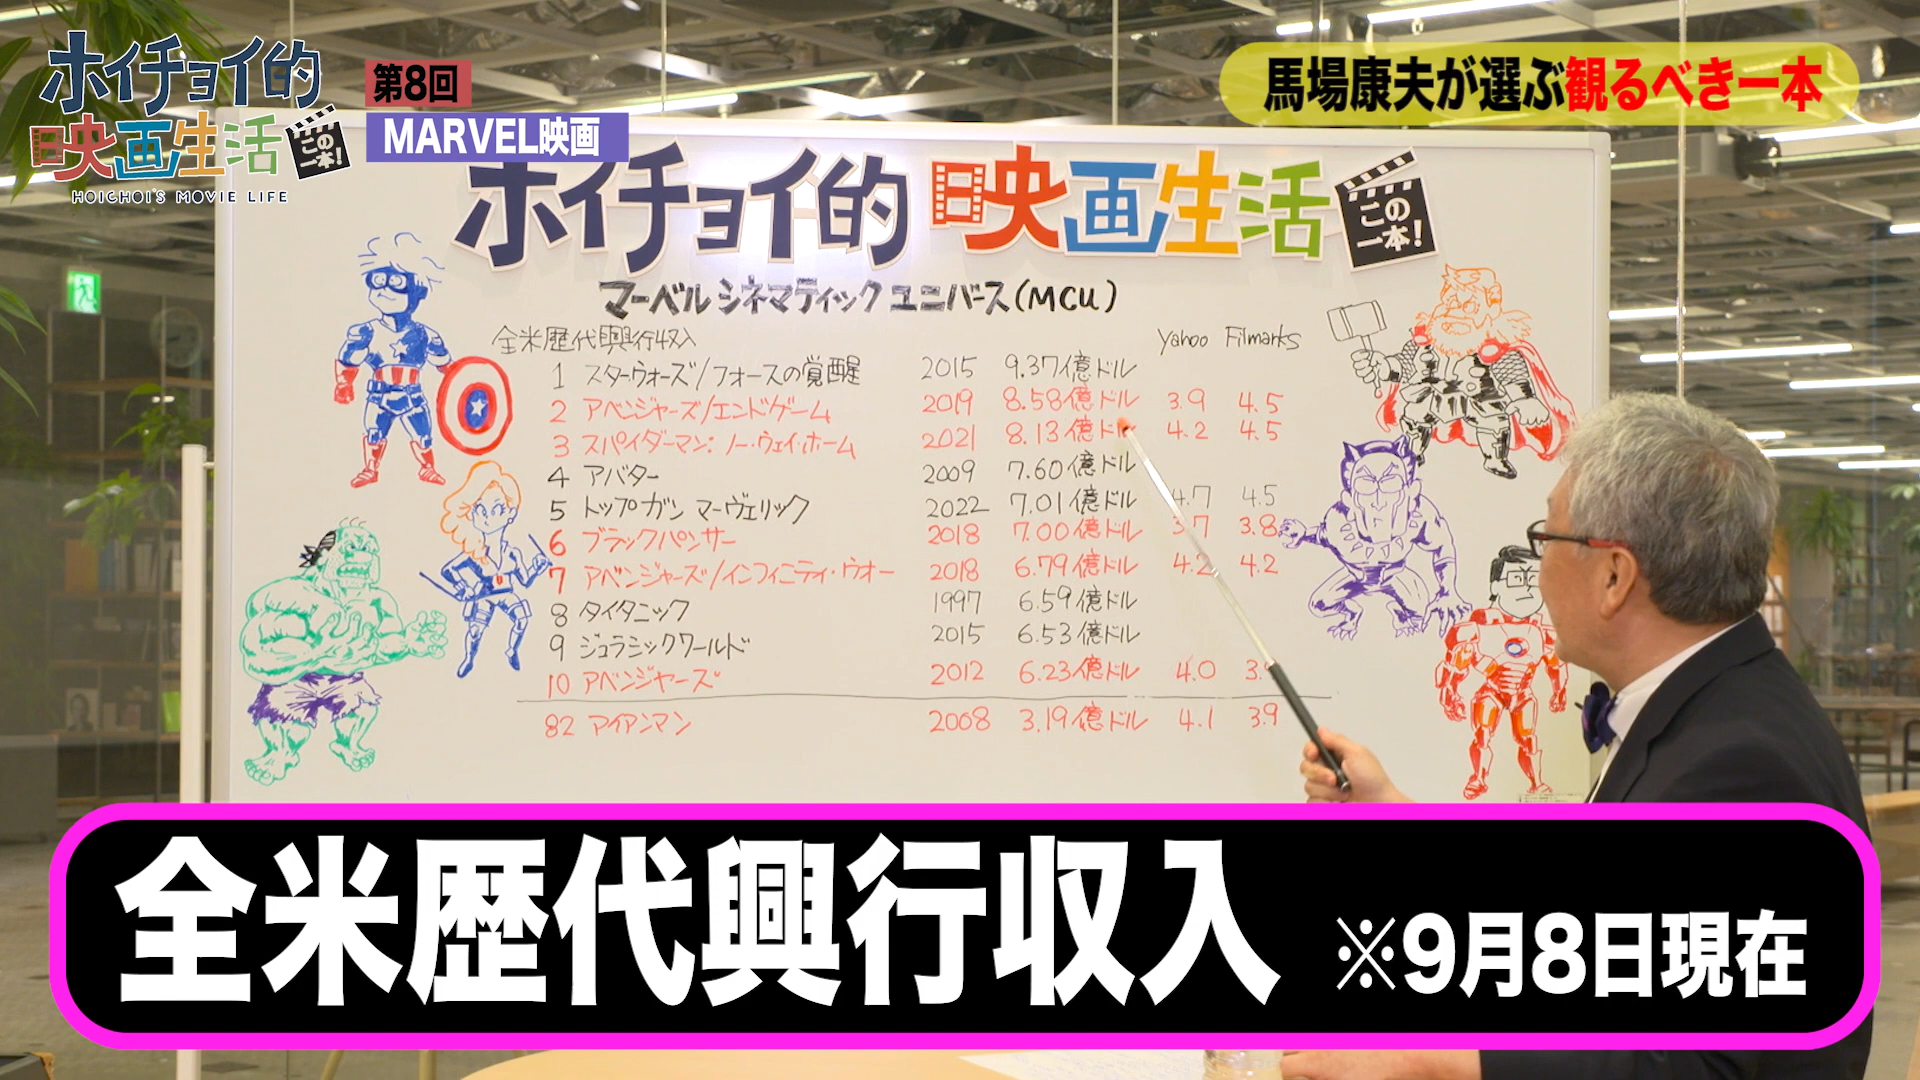 ホイチョイ的
映画生活 この一本!
HOICHOI'S MOVIE LIFE
第8回
MARVEL映画
馬場康夫が選ぶ観るべき一本
ホイチョイ的 映画生活 この一本!
マーベルシネマティックユニバース(MCU)
全米歴代興行収入 Yahoo Filmarks
1 スターウォーズ/フォースの覚醒 2015 9.37億ドル
2 アベンジャーズ/エンドゲーム 2019 8.58億ドル 3.9 4.5
3 スパイダーマン:ノー・ウェイ・ホーム 2021 8.13億ドル 4.2 4.5
4 アバター 2009 7.60億ドル
5 トップガン マーヴェリック 2022 7.01億ドル 4.7 4.5
6 ブラックパンサー 2018 7.00億ドル 3.7 3.8
7 アベンジャーズ/インフィニティ・ウォー 2018 6.79億ドル 4.2 4.2
8 タイタニック 1997 6.59億ドル
9 ジュラシックワールド 2015 6.53億ドル
10 アベンジャーズ 2012 6.23億ドル 4.0
82 アイアンマン 2008 3.19億ドル 4.1 3.9
全米歴代興行収入 ※9月8日現在